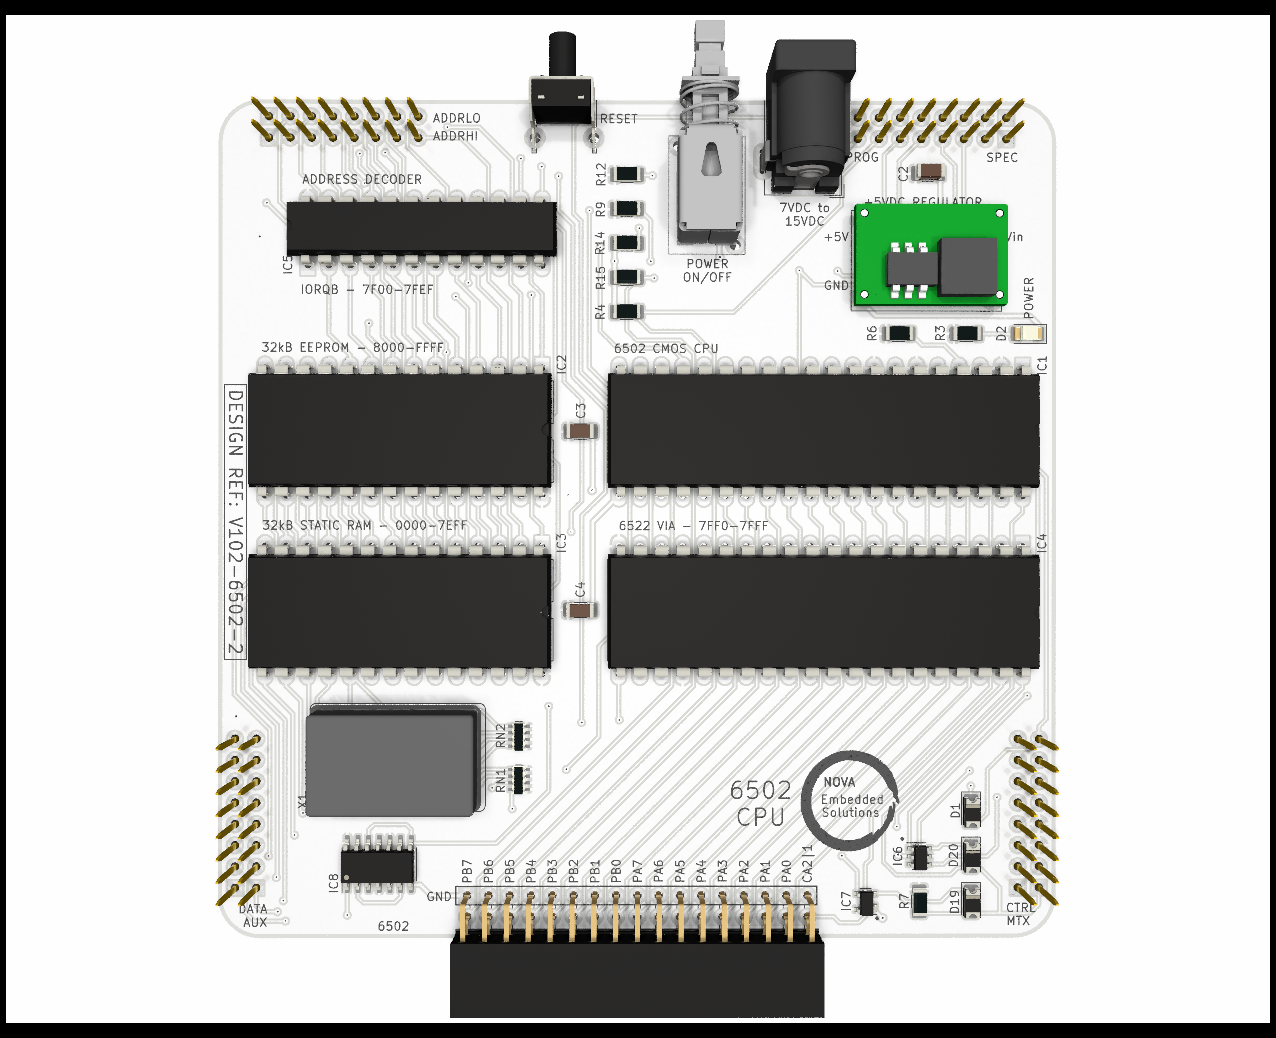 ADDRLO
ADDRHI
RESET
PROG
SPEC
ADDRESS DECODER
IC5
IORQB - 7F00-7FEF
R12
R9
R14
R15
R4
POWER
ON/OFF
7VDC to
15VDC
C2
+5VDC REGULATOR
+5V
Vin
GND
POWER
R6
R3
D2
32kB EEPROM - 8000-FFFF
IC2
6502 CMOS CPU
IC1
C3
DESIGN REF: V102-6502-2
32kB STATIC RAM - 0000-7EFF
IC3
6522 VIA - 7FF0-7FFF
IC4
C4
X1
RN2
RN1
6502
CPU
NOVA
Embedded
Solutions
D1
IC6
D20
IC7
R7
D19
IC8
GND
PB7
PB6
PB5
PB4
PB3
PB2
PB1
PB0
PA7
PA6
PA5
PA4
PA3
PA2
PA1
PA0
CA2|1
DATA
AUX
6502
CTRL
MTX